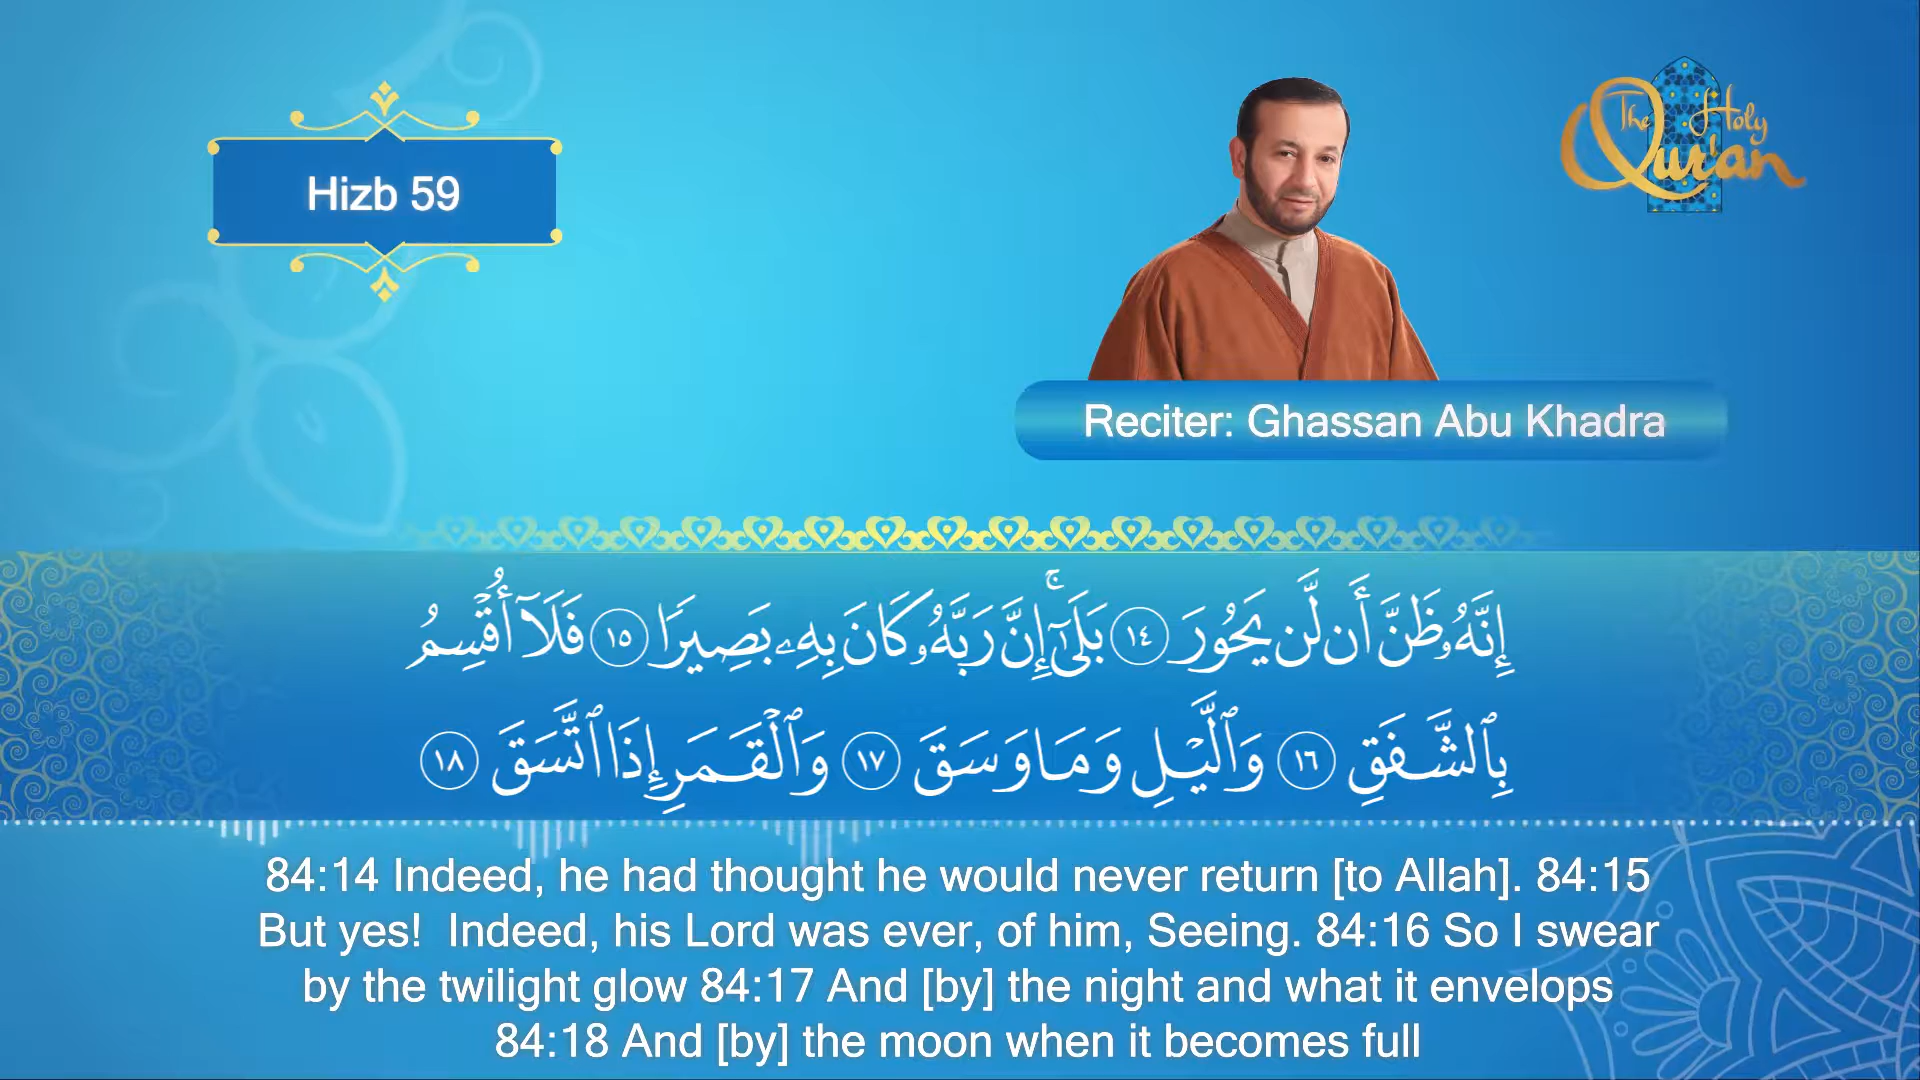 Hizb 59
The Holy Qur'an
Reciter: Ghassan Abu Khadra
إِنَّهُۥ ظَنَّ أَن لَّن يَحُورَ ١٤ بَلَىٰٓۚ إِنَّ رَبَّهُۥ كَانَ بِهِۦ بَصِيرًا ١٥ فَلَآ أُقْسِمُ
بِٱلشَّفَقِ ١٦ وَٱلَّيْلِ وَمَا وَسَقَ ١٧ وَٱلْقَمَرِ إِذَا ٱتَّسَقَ ١٨
84:14 Indeed, he had thought he would never return [to Allah]. 84:15
But yes!  Indeed, his Lord was ever, of him, Seeing. 84:16 So I swear
by the twilight glow 84:17 And [by] the night and what it envelops
84:18 And [by] the moon when it becomes full